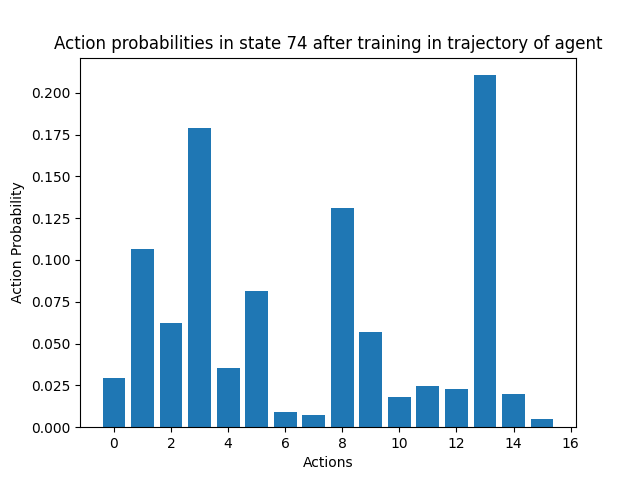 Action probabilities in state 74 after training in trajectory of agent
0.200
0.175
0.150
0.125
0.100
0.075
0.050
0.025
0.000
Action Probability
0 2 4 6 8 10 12 14 16
Actions